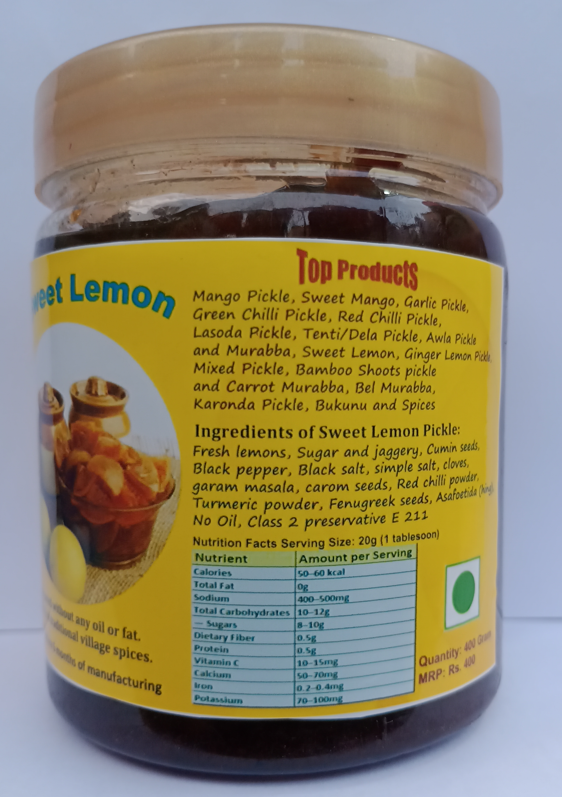 Sweet Lemon
Top Products
Mango Pickle, Sweet Mango, Garlic Pickle,
Green Chilli Pickle, Red Chilli Pickle,
Lasoda Pickle, Tenti/Dela Pickle, Awla Pickle
and Murabba, Sweet Lemon, Ginger Lemon Pickle,
Mixed Pickle, Bamboo Shoots pickle
and Carrot Murabba, Bel Murabba,
Karonda Pickle, Bukunu and Spices
Ingredients of Sweet Lemon Pickle:
Fresh lemons, Sugar and jaggery, Cumin seeds,
Black pepper, Black salt, simple salt, cloves,
garam masala, carom seeds, Red chilli powder,
Turmeric powder, Fenugreek seeds, Asafoetida (hing),
No Oil, Class 2 preservative E 211
Nutrition Facts Serving Size: 20g (1 tablesoon)
Nutrient Amount per Serving
Calories 50–60 kcal
Total Fat 0g
Sodium 400–500mg
Total Carbohydrates 10–12g
— Sugars 8–10g
Dietary Fiber 0.5g
Protein 0.5g
Vitamin C 10–15mg
Calcium 50–70mg
Iron 0.2–0.4mg
Potassium 70–100mg
without any oil or fat.
village spices.
months of manufacturing
Quantity: 400 Gram
MRP: Rs. 400